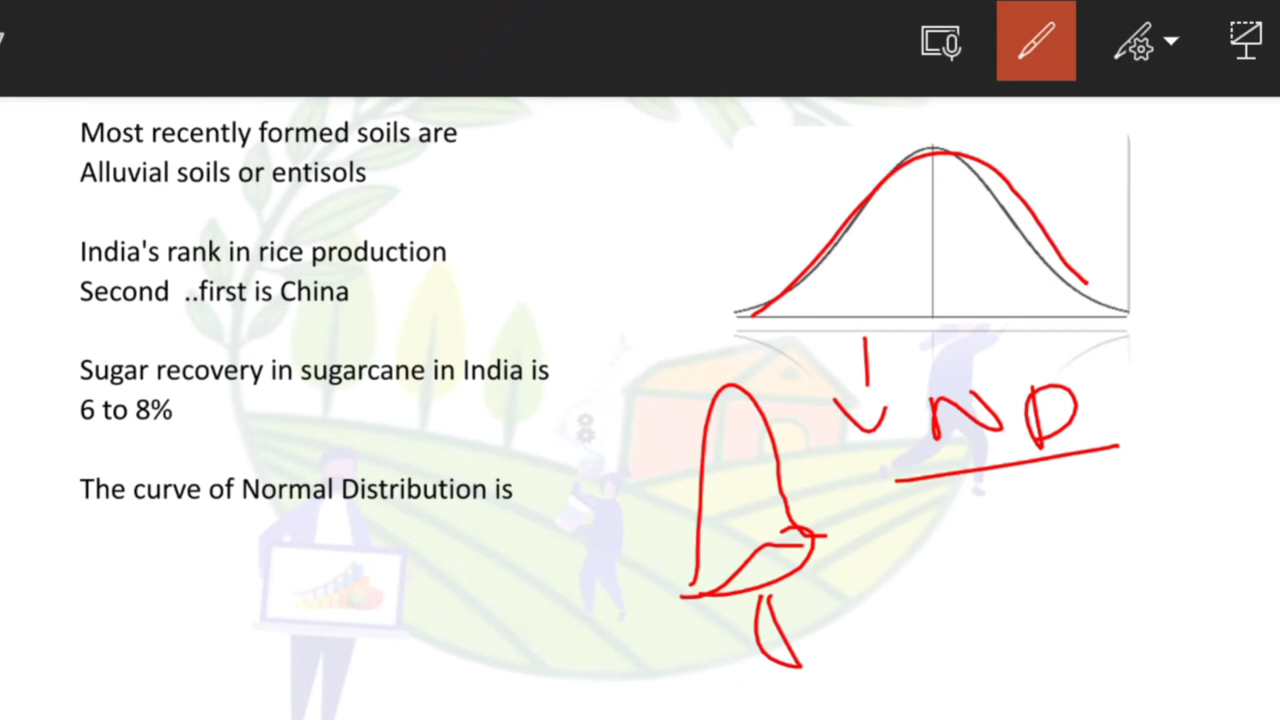 Most recently formed soils are
Alluvial soils or entisols
India's rank in rice production
Second ..first is China
Sugar recovery in sugarcane in India is
6 to 8%
The curve of Normal Distribution is
ND